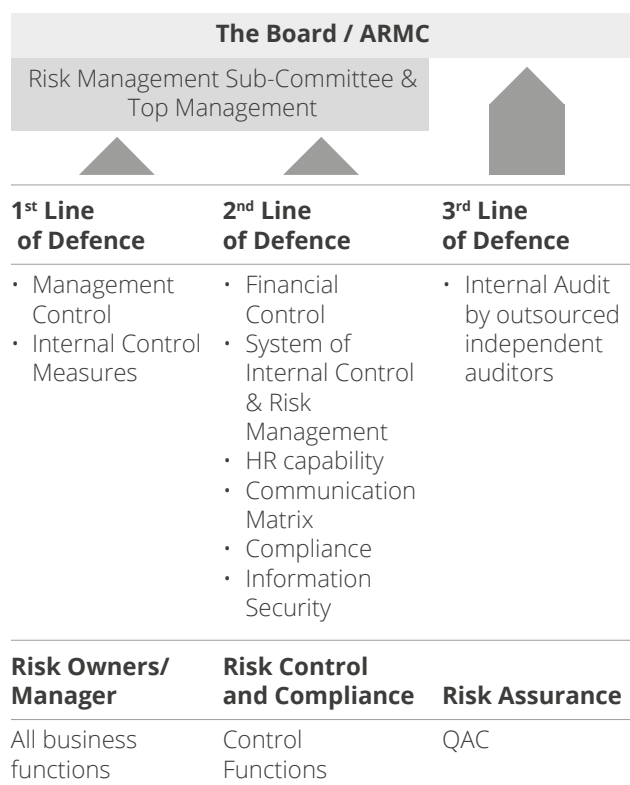 The Board / ARMC
Risk Management Sub-Committee &
Top Management
1st Line
of Defence
2nd Line
of Defence
3rd Line
of Defence
· Management
Control
· Internal Control
Measures
· Financial
Control
· System of
Internal Control
& Risk
Management
· HR capability
· Communication
Matrix
· Compliance
· Information
Security
· Internal Audit
by outsourced
independent
auditors
Risk Owners/
Manager
Risk Control
and Compliance
Risk Assurance
All business
functions
Control
Functions
QAC